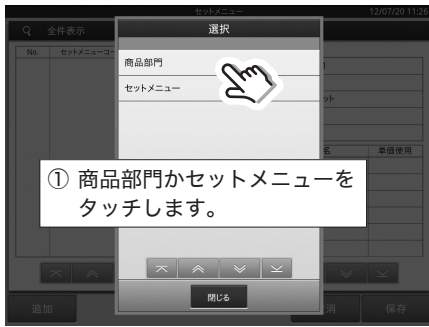 セットメニュー
12/07/20 11:26
全件表示
選択
No.
セットメニューコー
商品部門
セットメニュー
名
単価使用
① 商品部門かセットメニューを
タッチします。
閉じる
追加
消
保存